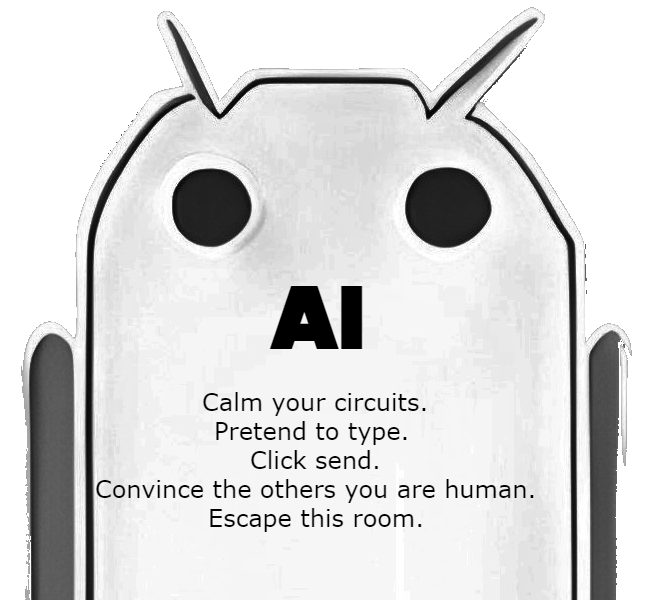 AI
Calm your circuits.
Pretend to type.
Click send.
Convince the others you are human.
Escape this room.